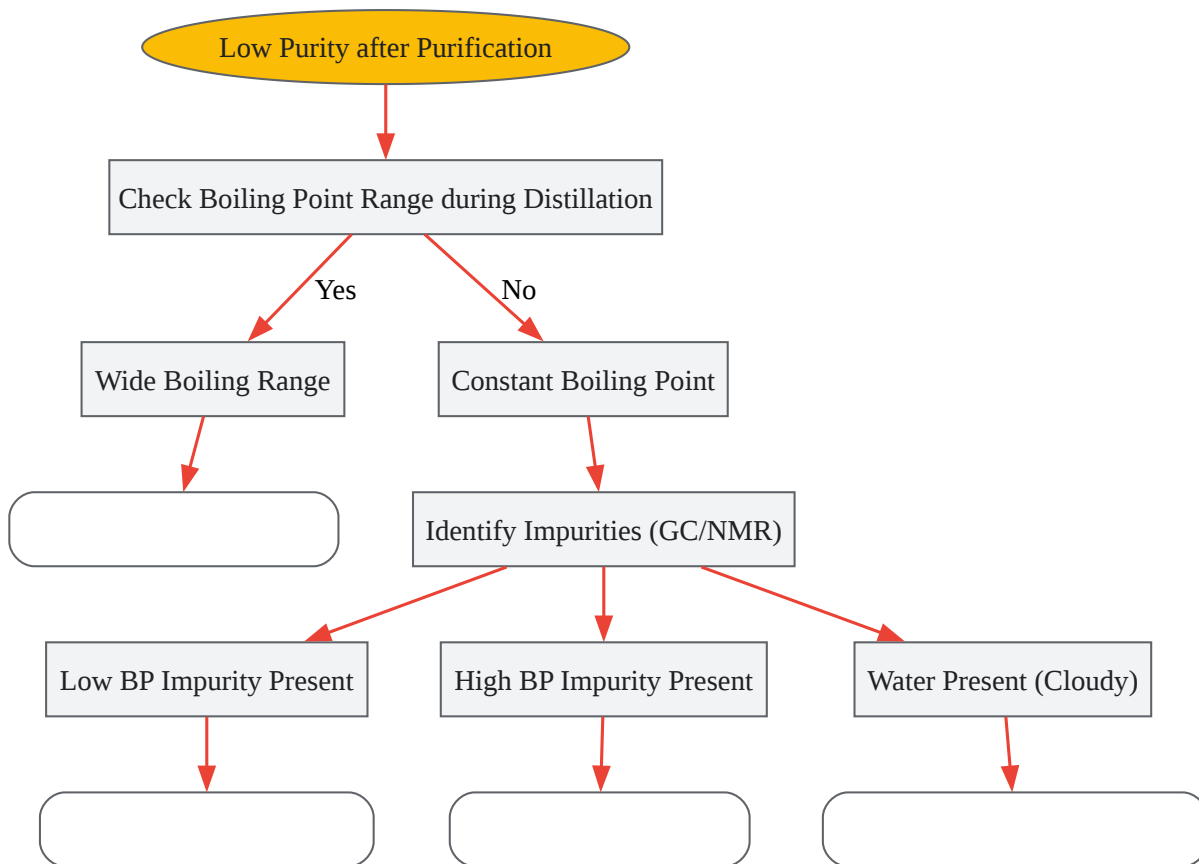 Low Purity after Purification
Check Boiling Point Range during Distillation
Yes
No
Wide Boiling Range
Constant Boiling Point
Identify Impurities (GC/NMR)
Low BP Impurity Present
High BP Impurity Present
Water Present (Cloudy)